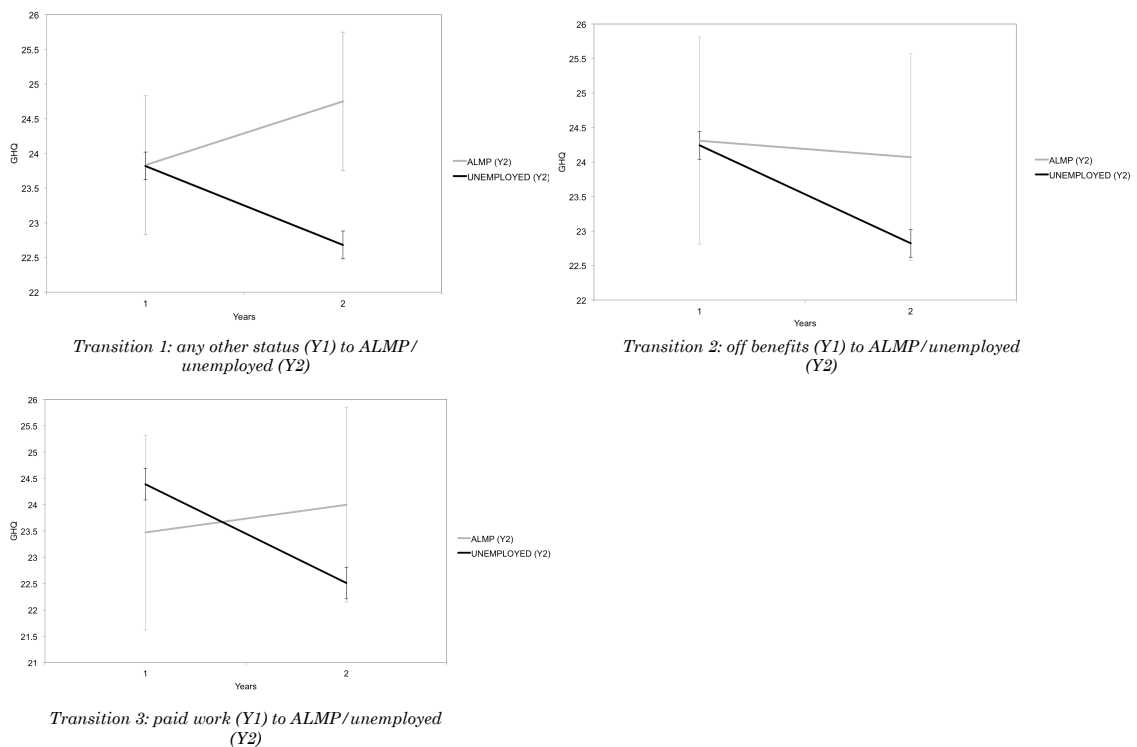 26
25.5
25
24.5
24
23.5
23
22.5
22
GHQ
1
2
Years
ALMP (Y2)
UNEMPLOYED (Y2)
Transition 1: any other status (Y1) to ALMP/
unemployed (Y2)
26
25.5
25
24.5
24
23.5
23
22.5
22
GHQ
1
2
Years
ALMP (Y2)
UNEMPLOYED (Y2)
Transition 2: off benefits (Y1) to ALMP/unemployed
(Y2)
26
25.5
25
24.5
24
23.5
23
22.5
22
21.5
21
GHQ
1
2
Years
ALMP (Y2)
UNEMPLOYED (Y2)
Transition 3: paid work (Y1) to ALMP/unemployed
(Y2)